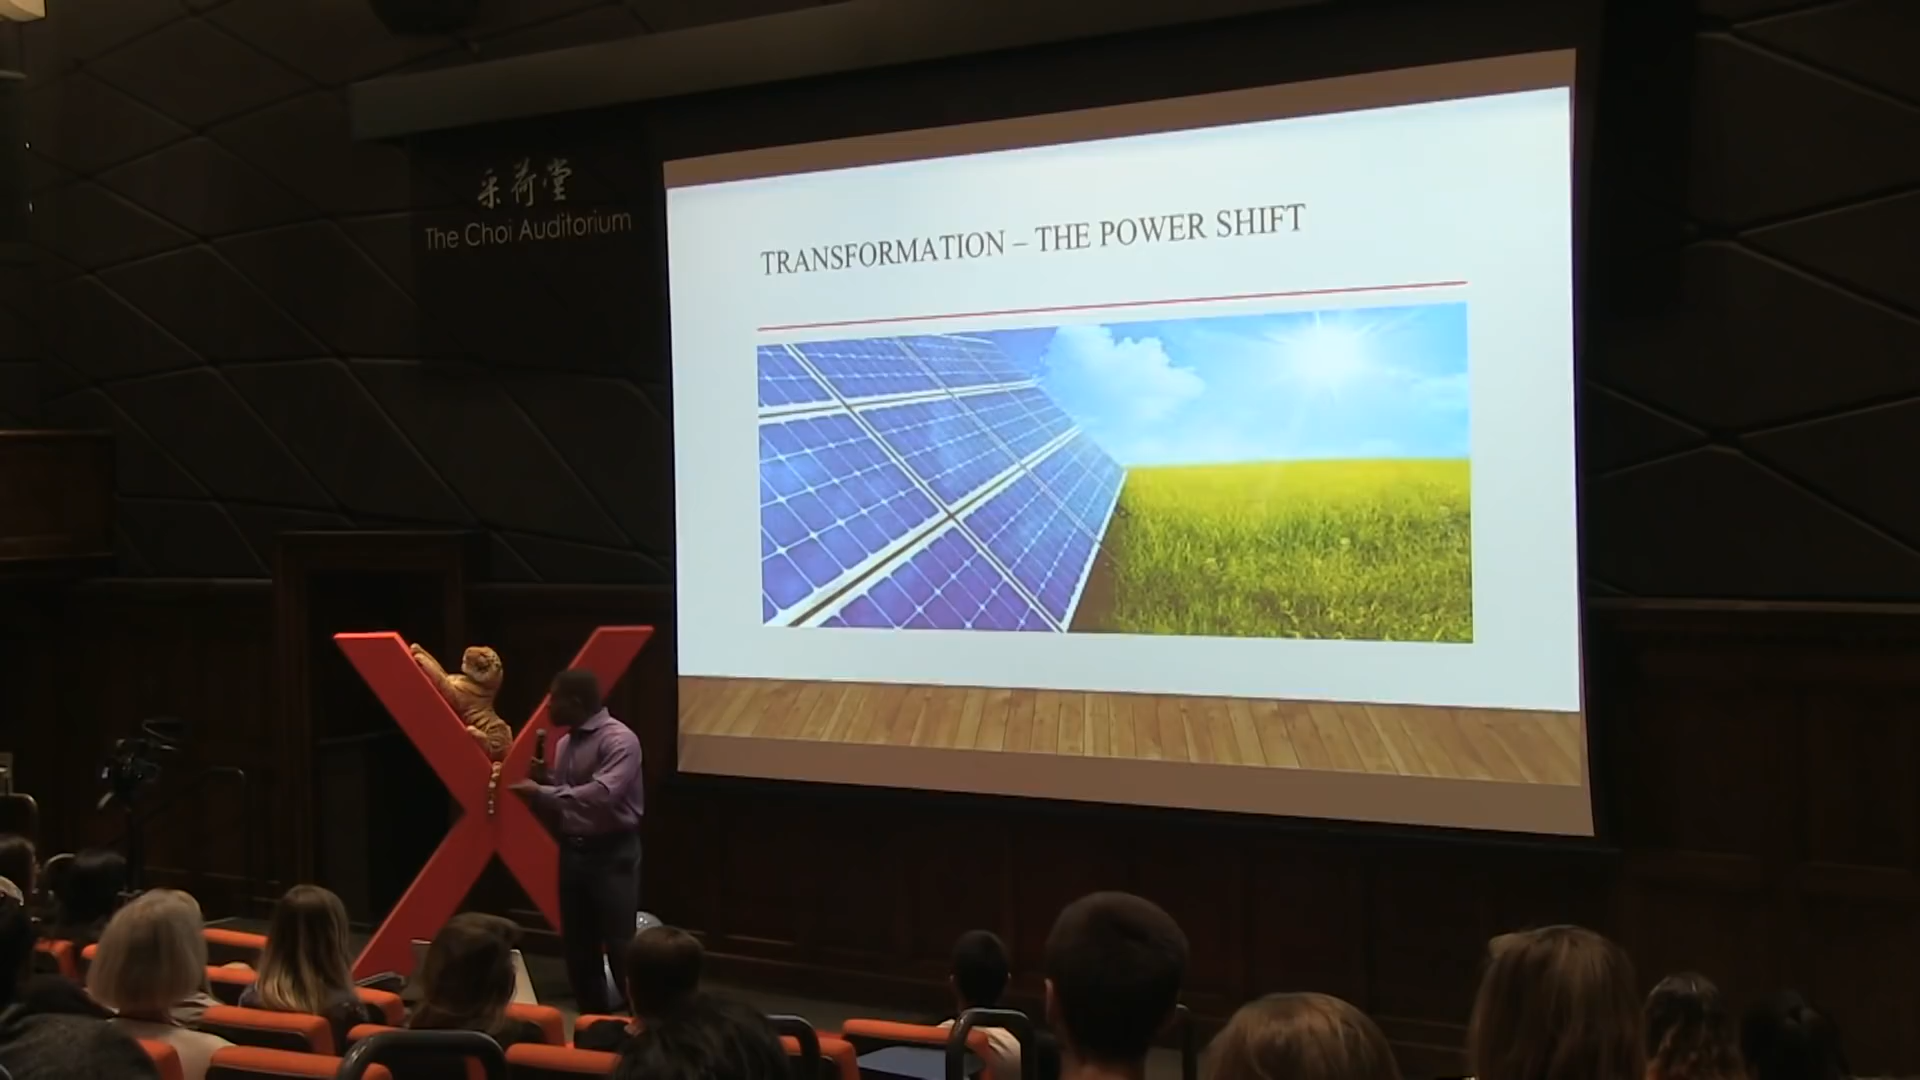 采荷堂
The Choi Auditorium
TRANSFORMATION – THE POWER SHIFT
X